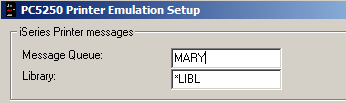 PC5250 Printer Emulation Setup
iSeries Printer messages
Message Queue: MARY
Library: *LIBL